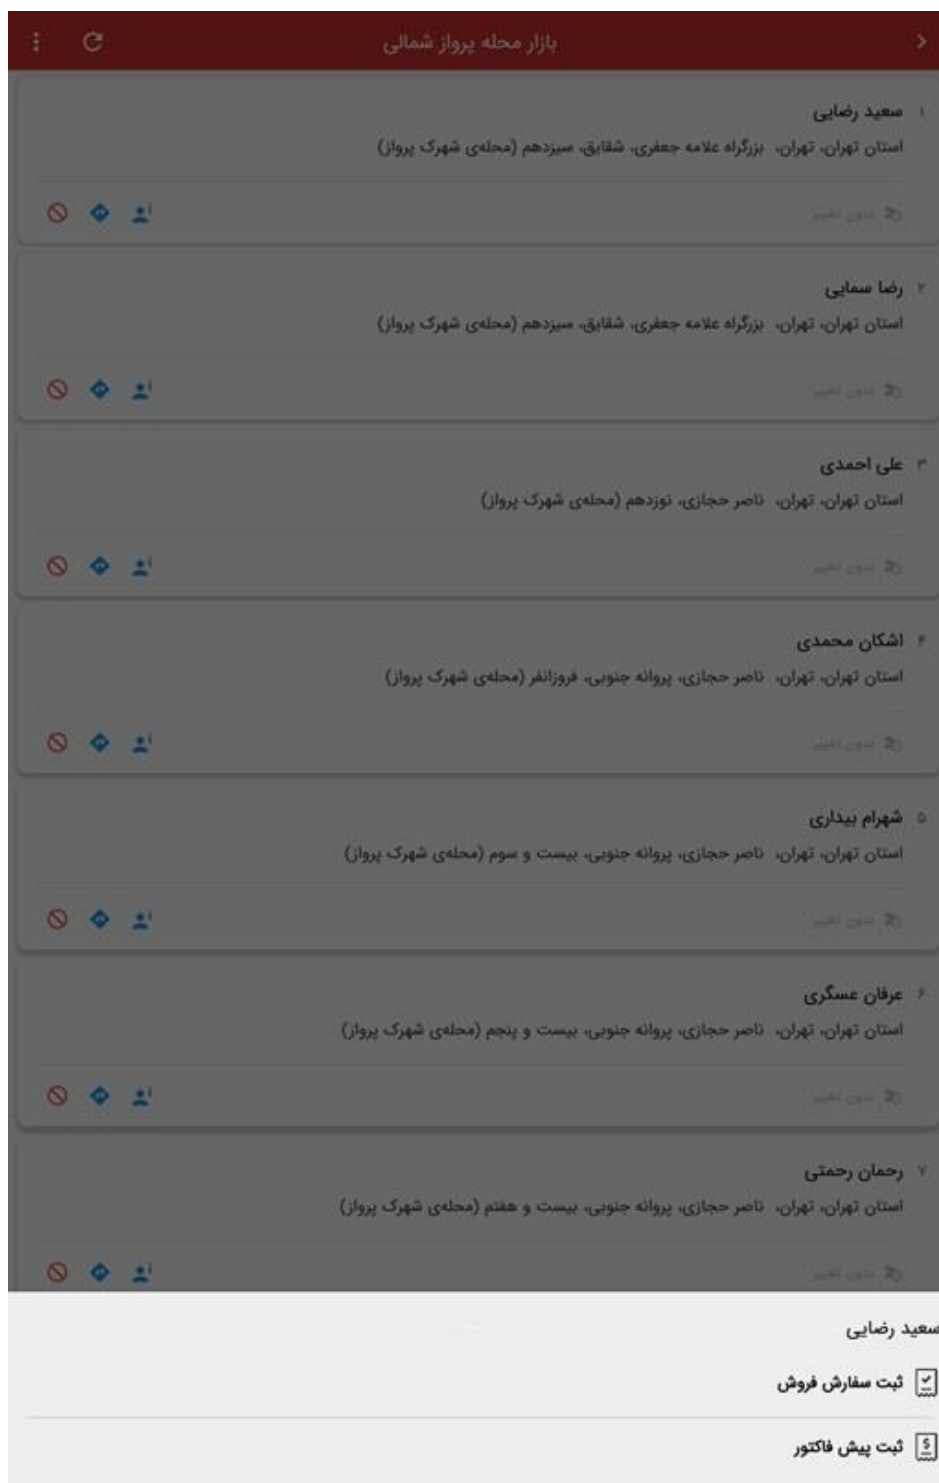 بازار محله پرواز شمالی
۱ سعید رضایی
استان تهران، تهران، بزرگراه علامه جعفری، شقایق، سیزدهم (محله‌ی شهرک پرواز)
بدون تغییر
۲ رضا سمایی
استان تهران، تهران، بزرگراه علامه جعفری، شقایق، سیزدهم (محله‌ی شهرک پرواز)
بدون تغییر
۳ علی احمدی
استان تهران، تهران، ناصر حجازی، نوزدهم (محله‌ی شهرک پرواز)
بدون تغییر
۴ اشکان محمدی
استان تهران، تهران، ناصر حجازی، پروانه جنوبی، فروزانفر (محله‌ی شهرک پرواز)
بدون تغییر
۵ شهرام بیداری
استان تهران، تهران، ناصر حجازی، پروانه جنوبی، بیست و سوم (محله‌ی شهرک پرواز)
بدون تغییر
۶ عرفان عسگری
استان تهران، تهران، ناصر حجازی، پروانه جنوبی، بیست و پنجم (محله‌ی شهرک پرواز)
بدون تغییر
۷ رحمان رحمتی
استان تهران، تهران، ناصر حجازی، پروانه جنوبی، بیست و هفتم (محله‌ی شهرک پرواز)
بدون تغییر
سعید رضایی
ثبت سفارش فروش
ثبت پیش فاکتور